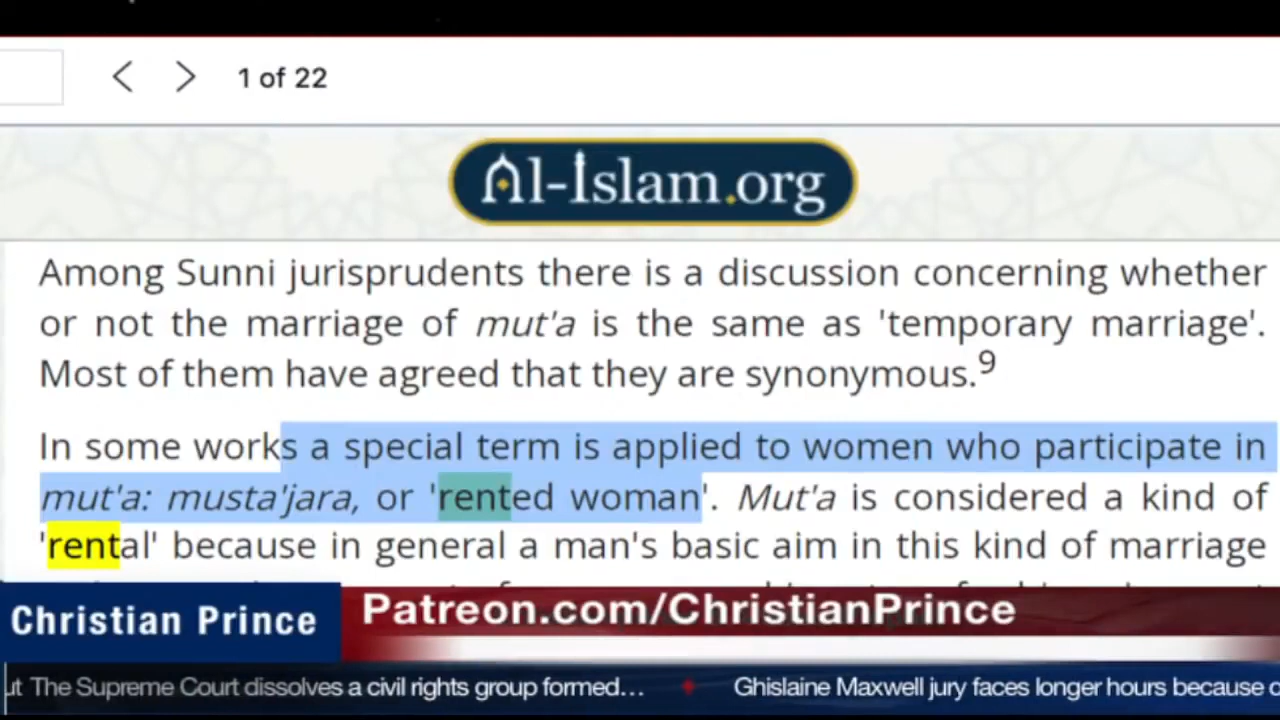 1 of 22
Al-Islam.org
Among Sunni jurisprudents there is a discussion concerning whether
or not the marriage of mut'a is the same as 'temporary marriage'.
Most of them have agreed that they are synonymous.9
In some works a special term is applied to women who participate in
mut'a: musta'jara, or 'rented woman'. Mut'a is considered a kind of
'rental' because in general a man's basic aim in this kind of marriage
Christian Prince
Patreon.com/ChristianPrince
The Supreme Court dissolves a civil rights group formed... Ghislaine Maxwell jury faces longer hours because